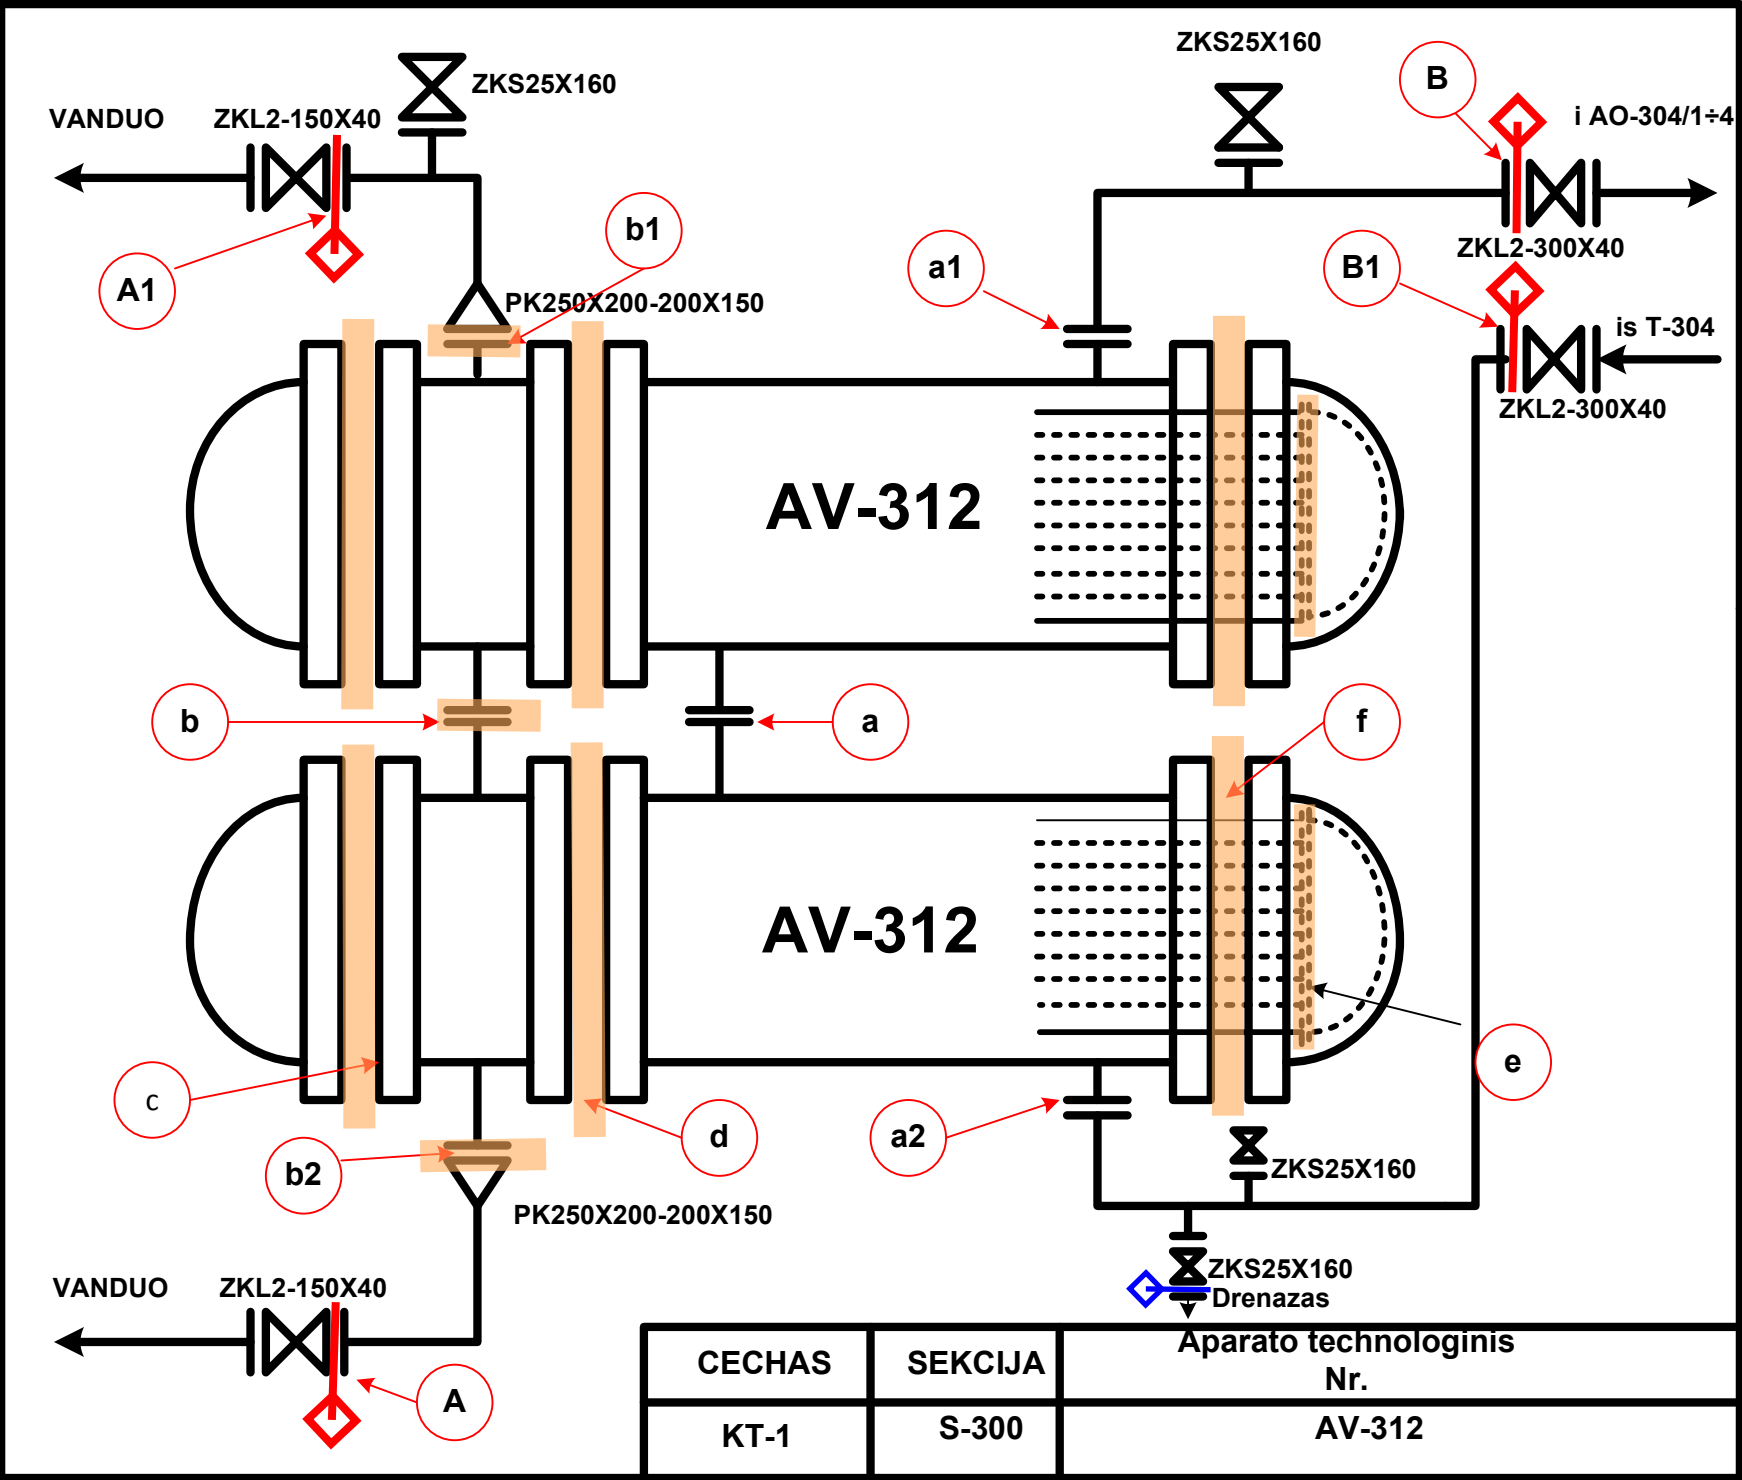 ZKS25X160
ZKS25X160
B
VANDUO
ZKL2-150X40
i AO-304/1÷4
b1
a1
B1
ZKL2-300X40
A1
PK250X200-200X150
is T-304
ZKL2-300X40
AV-312
b
a
f
AV-312
c
e
d
a2
b2
ZKS25X160
PK250X200-200X150
VANDUO
ZKL2-150X40
ZKS25X160
Drenazas
A
CECHAS
SEKCIJA
Aparato technologinis
Nr.
KT-1
S-300
AV-312